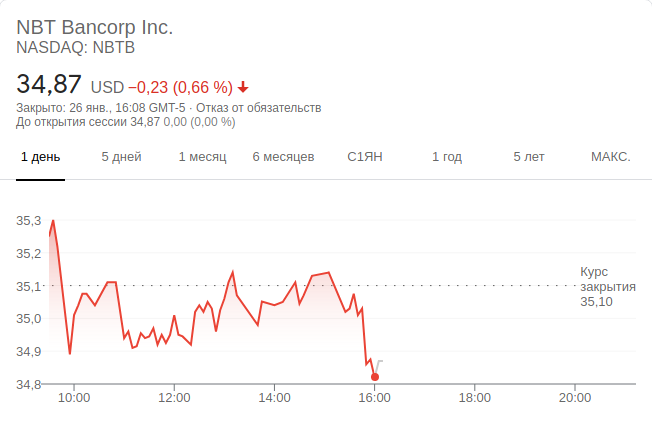 NBT Bancorp Inc.
NASDAQ: NBTB
34,87 USD −0,23 (0,66 %)
Закрыто: 26 янв., 16:08 GMT-5 · Отказ от обязательств
До открытия сессии 34,87 0,00 (0,00 %)
1 день 5 дней 1 месяц 6 месяцев С1ЯН 1 год 5 лет МАКС.
35,3
35,2
35,1
35,0
34,9
34,8
Курс
закрытия
35,10
10:00 12:00 14:00 16:00 18:00 20:00